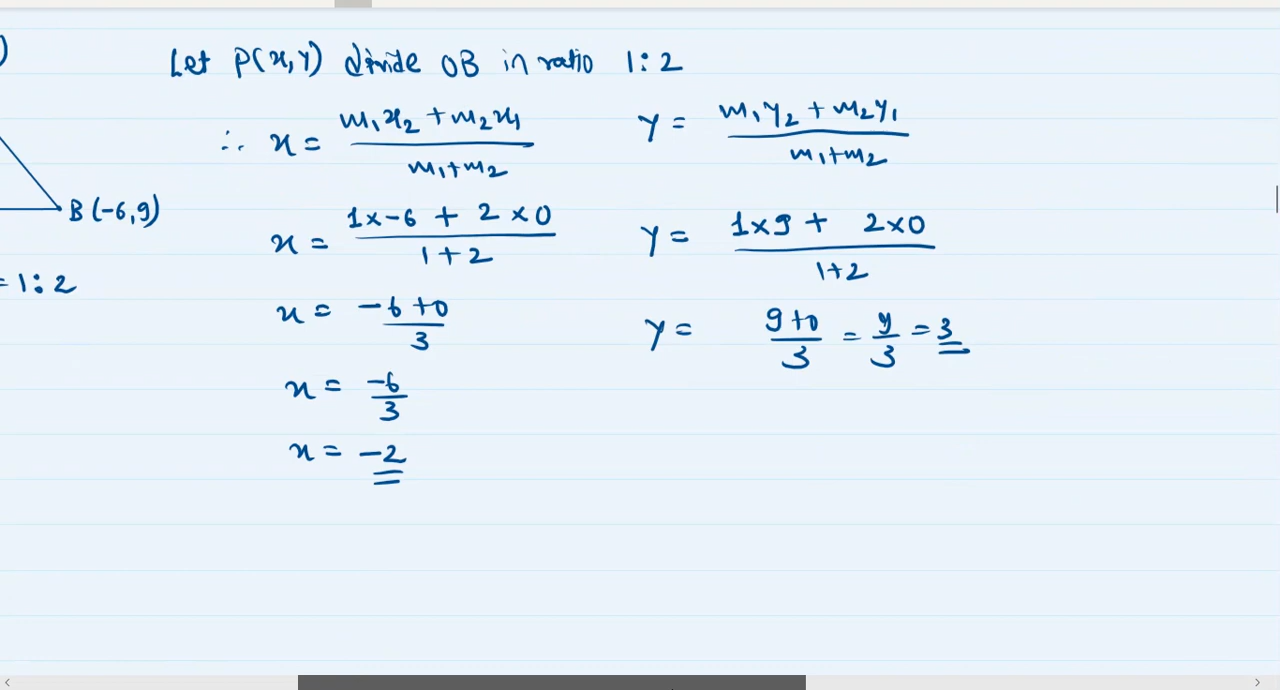 )
Let P(x,y) divide OB in ratio 1:2
∴ x = (m₁x₂ + m₂x₁)/(m₁+m₂) y = (m₁y₂ + m₂y₁)/(m₁+m₂)
B (-6,9)
x = (1×-6 + 2×0)/(1+2) y = (1×9 + 2×0)/(1+2)
= 1:2
x = (-6+0)/3 y = (9+0)/3 = 9/3 = 3
x = -6/3
x = -2